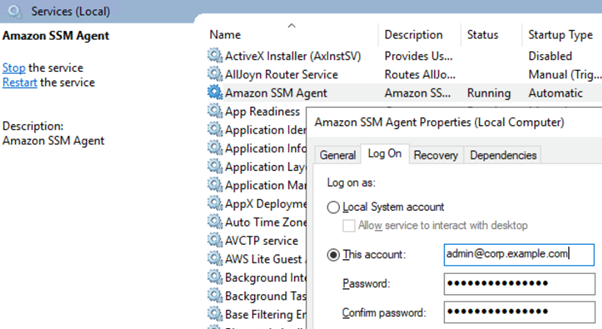 Services (Local)
Amazon SSM Agent
Stop the service
Restart the service
Description:
Amazon SSM Agent
Name Description Status Startup Type
ActiveX Installer (AxInstSV) Provides Us... Disabled
AllJoyn Router Service Routes AllJo... Manual (Trig...
Amazon SSM Agent Amazon SS... Running Automatic
App Readiness
Application Iden
Application Info
Application Laye
Application Man
AppX Deployme
Auto Time Zone
AVCTP service
AWS Lite Guest
Background Inte
Background Tas
Base Filtering En
Amazon SSM Agent Properties (Local Computer)
General Log On Recovery Dependencies
Log on as:
Local System account
Allow service to interact with desktop
This account: admin@corp.example.com
Password: ●●●●●●●●●●●●●●●
Confirm password: ●●●●●●●●●●●●●●●